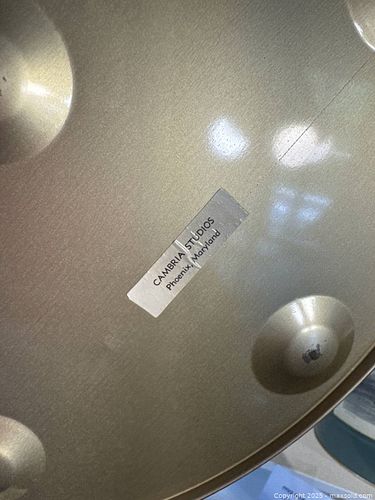 CAMBRIA STUDIOS
Phoenix, Maryland
Copyright 2025 - maxsold.com